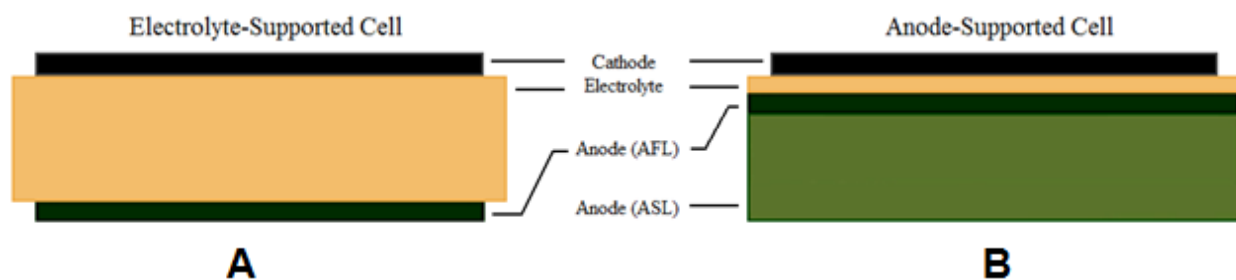 Electrolyte-Supported Cell
Anode-Supported Cell
Cathode
Electrolyte
Anode (AFL)
Anode (ASL)
A
B